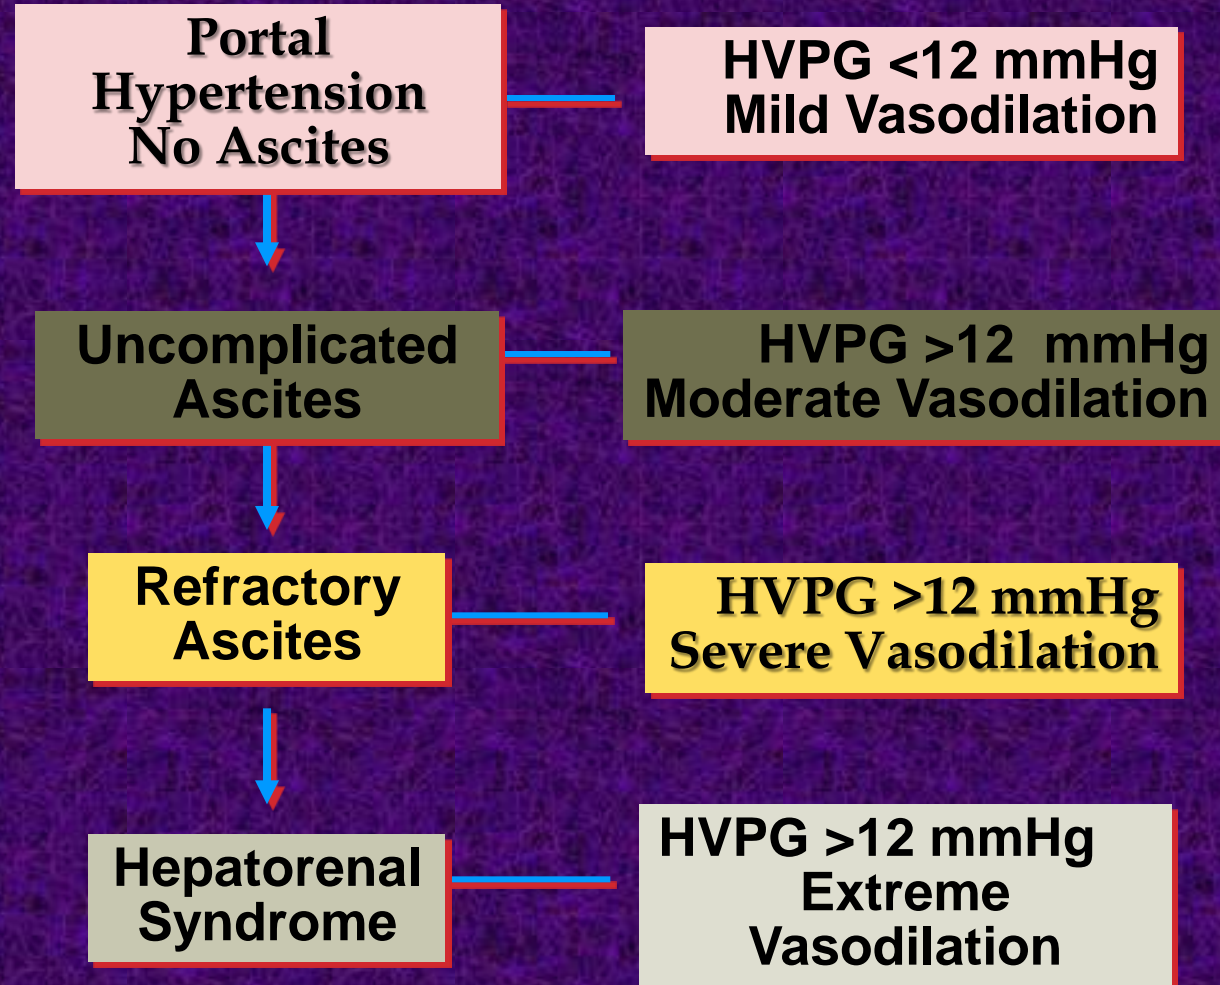 Portal
Hypertension
No Ascites
HVPG <12 mmHg
Mild Vasodilation
Uncomplicated
Ascites
HVPG >12 mmHg
Moderate Vasodilation
Refractory
Ascites
HVPG >12 mmHg
Severe Vasodilation
Hepatorenal
Syndrome
HVPG >12 mmHg
Extreme
Vasodilation